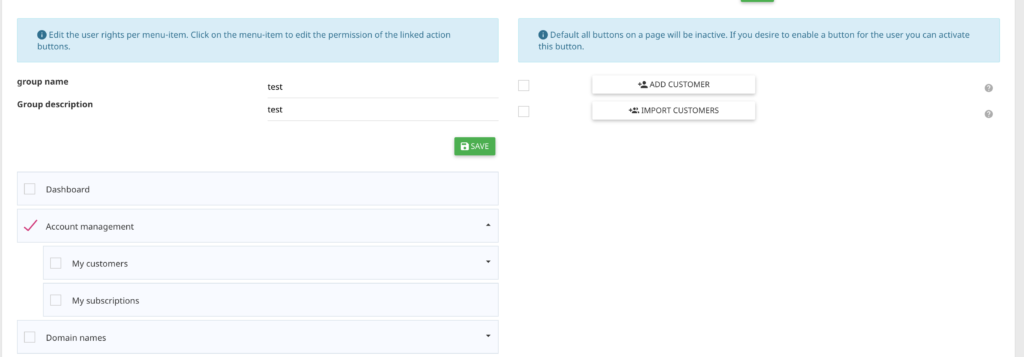 Edit the user rights per menu-item. Click on the menu-item to edit the permission of the linked action
buttons.
group name
test
Group description
test
SAVE
Dashboard
Account management
My customers
My subscriptions
Domain names
Default all buttons on a page will be inactive. If you desire to enable a button for the user you can activate
this button.
ADD CUSTOMER
IMPORT CUSTOMERS